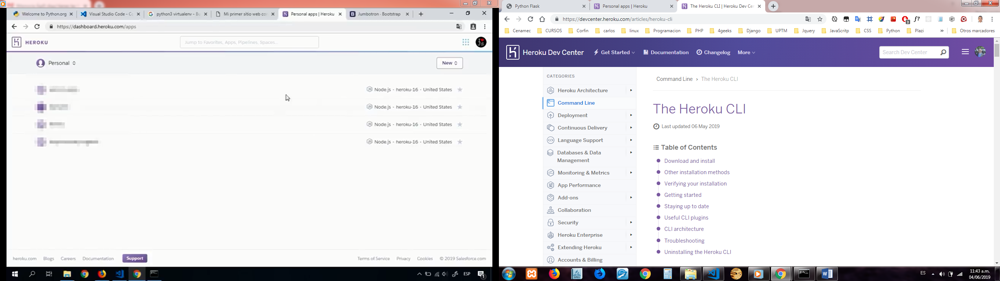 Welcome to Python.org
Visual Studio Code - Co
python3 virtualenv - Bu
Mi primer sitio web con
Personal apps | Heroku
Jumbotron · Bootstrap
https://dashboard.heroku.com/apps
HEROKU
Jump to Favorites, Apps, Pipelines, Spaces...
I ♥ JS
Personal
New
Node.js · heroku-16 · United States
Node.js · heroku-16 · United States
Node.js · heroku-16 · United States
Node.js · heroku-16 · United States
heroku.com
Blogs
Careers
Documentation
Support
Terms of Service
Privacy
Cookies
© 2019 Salesforce.com
ESP
1
Python Flask
Personal apps | Heroku
The Heroku CLI | Heroku Dev Cen
https://devcenter.heroku.com/articles/heroku-cli
3
f?
Cenamec
CURSOS
Corfin
carlos
linux
Programacion
PHP
4geeks
Django
UPTM
Jquery
JavaScritp
CSS
Python
Plazi
»
Otros marcadores
Heroku Dev Center
Get Started
Documentation
Changelog
More
Search Dev Center
CATEGORIES
Heroku Architecture
Command Line
Deployment
Continuous Delivery
Language Support
Databases & Data
Management
Monitoring & Metrics
App Performance
Add-ons
Collaboration
Security
Heroku Enterprise
Extending Heroku
Accounts & Billing
Command Line › The Heroku CLI
The Heroku CLI
Last updated 06 May 2019
Table of Contents
Download and install
Other installation methods
Verifying your installation
Getting started
Staying up to date
Useful CLI plugins
CLI architecture
Troubleshooting
Uninstalling the Heroku CLI
2011
ES
11:43 a.m.
04/06/2019